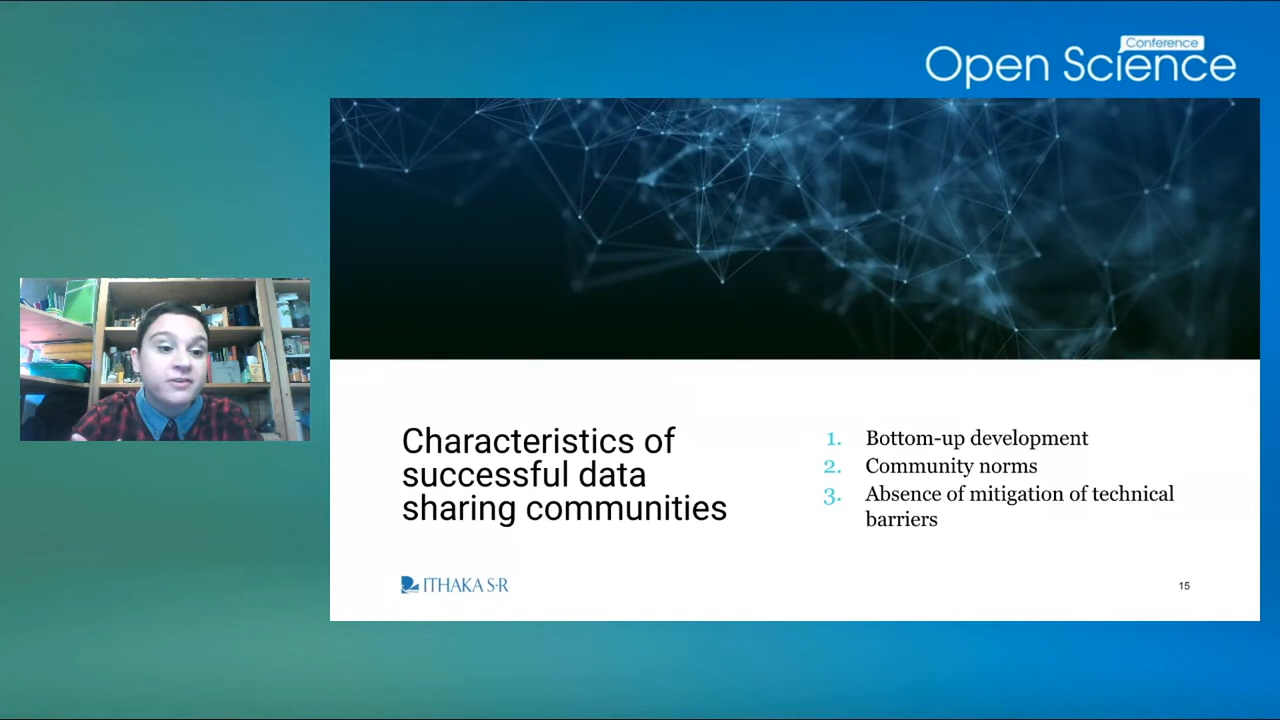 Conference
Open Science
Characteristics of
successful data
sharing communities
1. Bottom-up development
2. Community norms
3. Absence of mitigation of technical
barriers
ITHAKA S·R
15